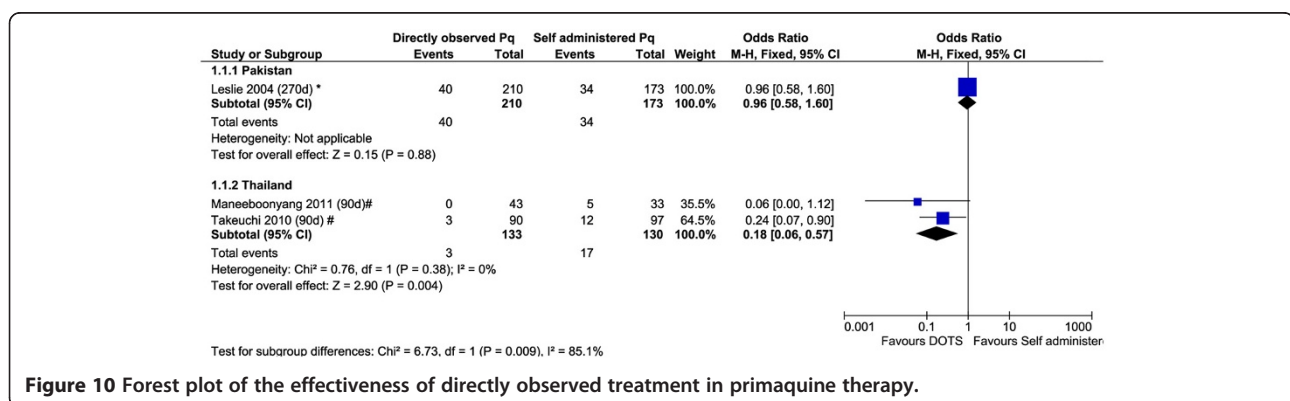 Directly observed Pq Self administered Pq Odds Ratio Odds Ratio
Study or Subgroup Events Total Events Total Weight M-H, Fixed, 95% CI M-H, Fixed, 95% CI
1.1.1 Pakistan
Leslie 2004 (270d) * 40 210 34 173 100.0% 0.96 [0.58, 1.60]
Subtotal (95% CI) 210 173 100.0% 0.96 [0.58, 1.60]
Total events 40 34
Heterogeneity: Not applicable
Test for overall effect: Z = 0.15 (P = 0.88)
1.1.2 Thailand
Maneeboonyang 2011 (90d)# 0 43 5 33 35.5% 0.06 [0.00, 1.12]
Takeuchi 2010 (90d) # 3 90 12 97 64.5% 0.24 [0.07, 0.90]
Subtotal (95% CI) 133 130 100.0% 0.18 [0.06, 0.57]
Total events 3 17
Heterogeneity: Chi² = 0.76, df = 1 (P = 0.38); I² = 0%
Test for overall effect: Z = 2.90 (P = 0.004)
0.001 0.1 1 10 1000
Favours DOTS Favours Self administer
Test for subgroup differences: Chi² = 6.73, df = 1 (P = 0.009), I² = 85.1%
Figure 10 Forest plot of the effectiveness of directly observed treatment in primaquine therapy.